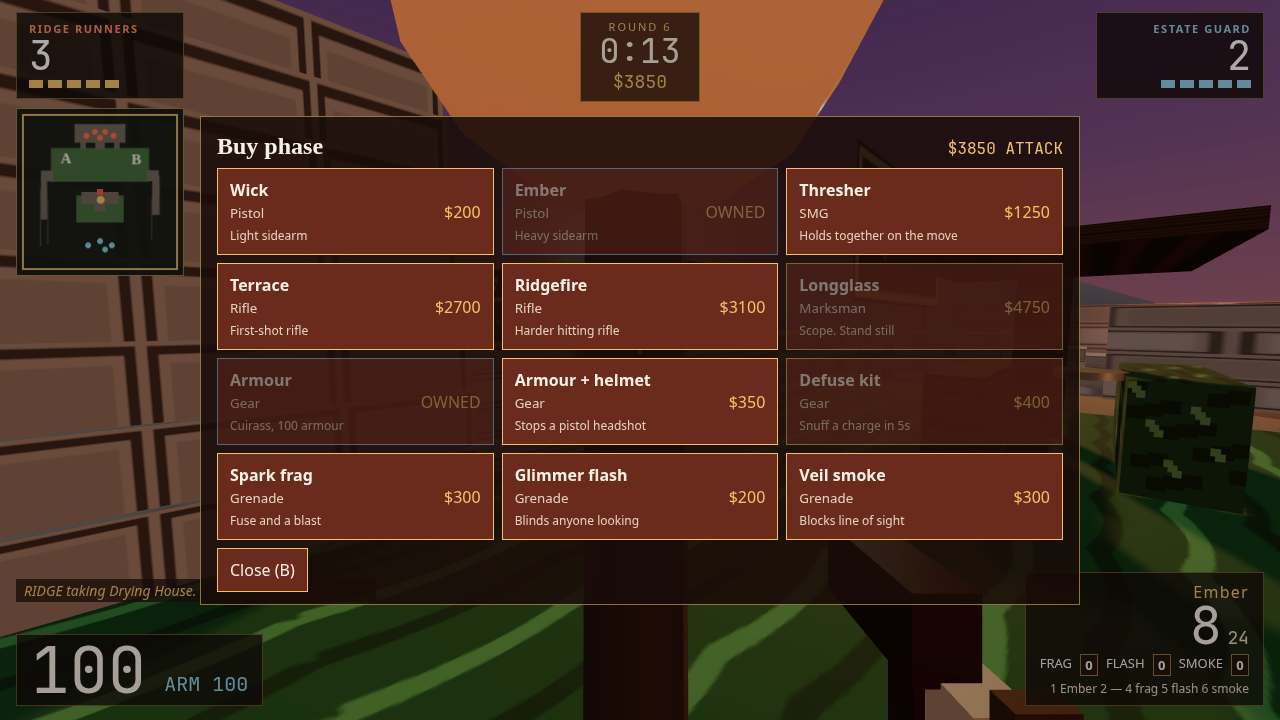 RIDGE RUNNERS
3
ROUND 6
0:13
$3850
ESTATE GUARD
2
A B
Buy phase
$3850 ATTACK
Wick
Pistol
$200
Light sidearm
Ember
Pistol
OWNED
Heavy sidearm
Thresher
SMG
$1250
Holds together on the move
Terrace
Rifle
$2700
First-shot rifle
Ridgefire
Rifle
$3100
Harder hitting rifle
Longglass
Marksman
$4750
Scope. Stand still
Armour
Gear
OWNED
Cuirass, 100 armour
Armour + helmet
Gear
$350
Stops a pistol headshot
Defuse kit
Gear
$400
Snuff a charge in 5s
Spark frag
Grenade
$300
Fuse and a blast
Glimmer flash
Grenade
$200
Blinds anyone looking
Veil smoke
Grenade
$300
Blocks line of sight
Close (B)
RIDGE taking Drying House.
100 ARM 100
Ember
8 24
FRAG 0 FLASH 0 SMOKE 0
1 Ember 2 — 4 frag 5 flash 6 smoke